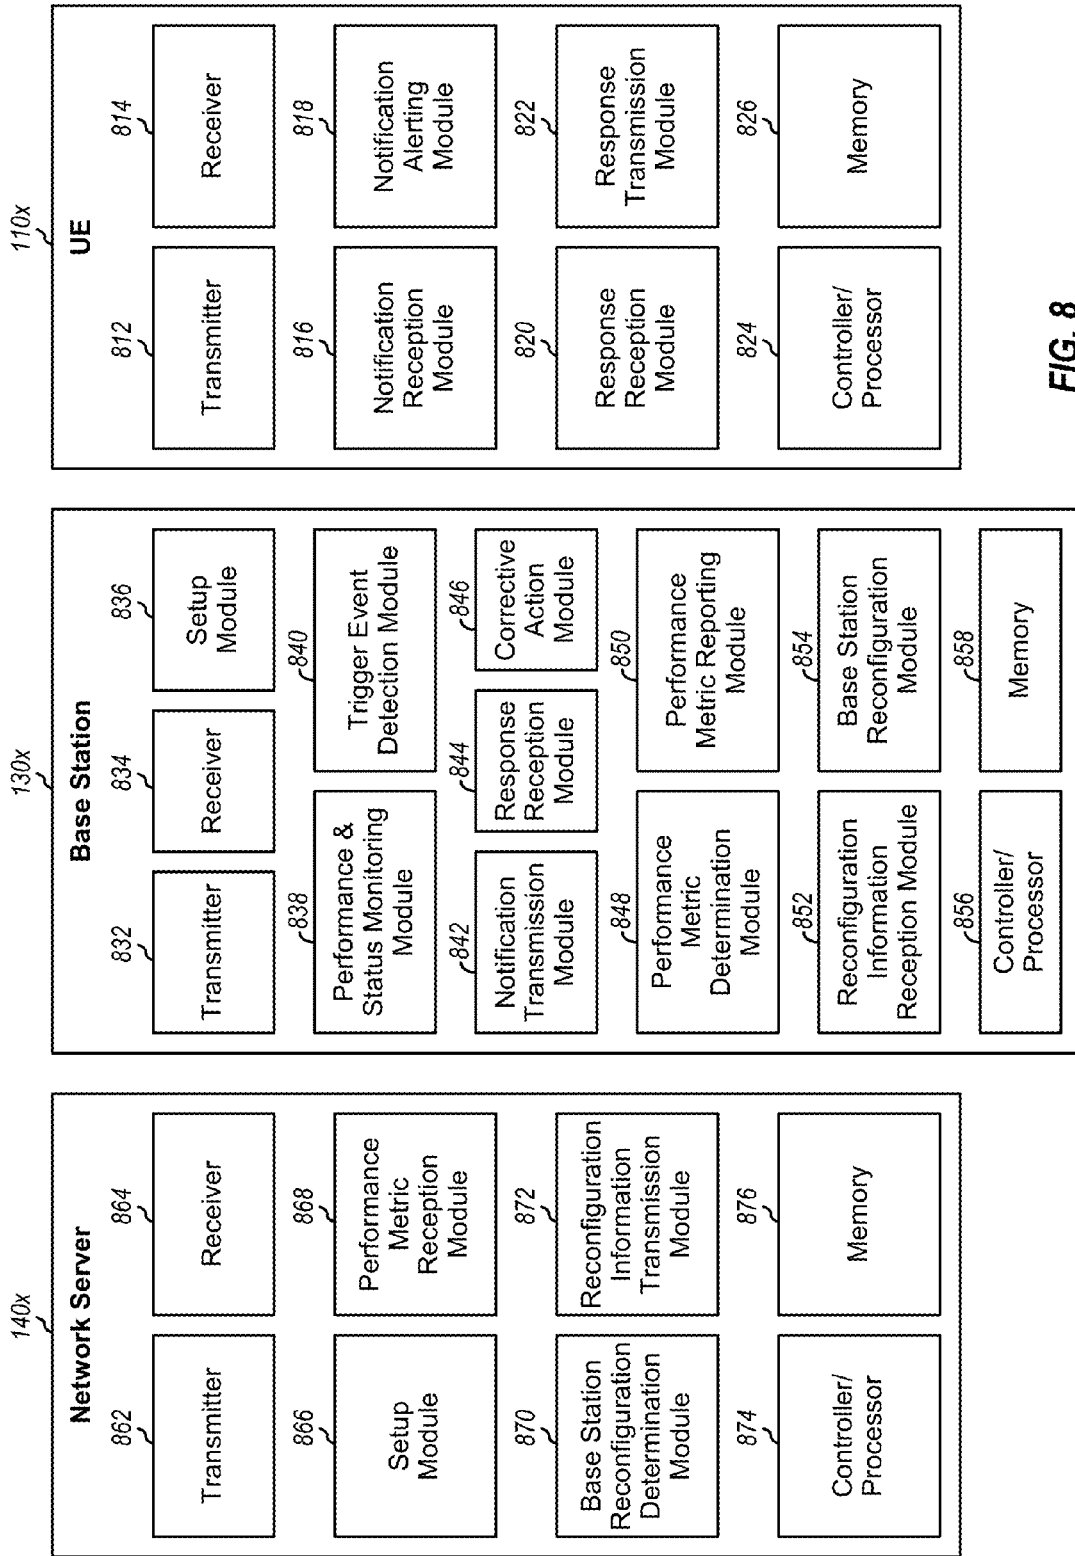 140x
Network Server
862
Transmitter
864
Receiver
866
Setup
Module
868
Performance
Metric
Reception
Module
870
Base Station
Reconfiguration
Determination
Module
872
Reconfiguration
Information
Transmission
Module
874
Controller/
Processor
876
Memory
130x
Base Station
832
Transmitter
834
Receiver
836
Setup
Module
838
Performance &
Status Monitoring
Module
840
Trigger Event
Detection Module
842
Notification
Transmission
Module
844
Response
Reception
Module
846
Corrective
Action
Module
848
Performance
Metric
Determination
Module
850
Performance
Metric Reporting
Module
852
Reconfiguration
Information
Reception Module
854
Base Station
Reconfiguration
Module
856
Controller/
Processor
858
Memory
110x
UE
812
Transmitter
814
Receiver
816
Notification
Reception
Module
818
Notification
Alerting
Module
820
Response
Reception
Module
822
Response
Transmission
Module
824
Controller/
Processor
826
Memory
FIG. 8